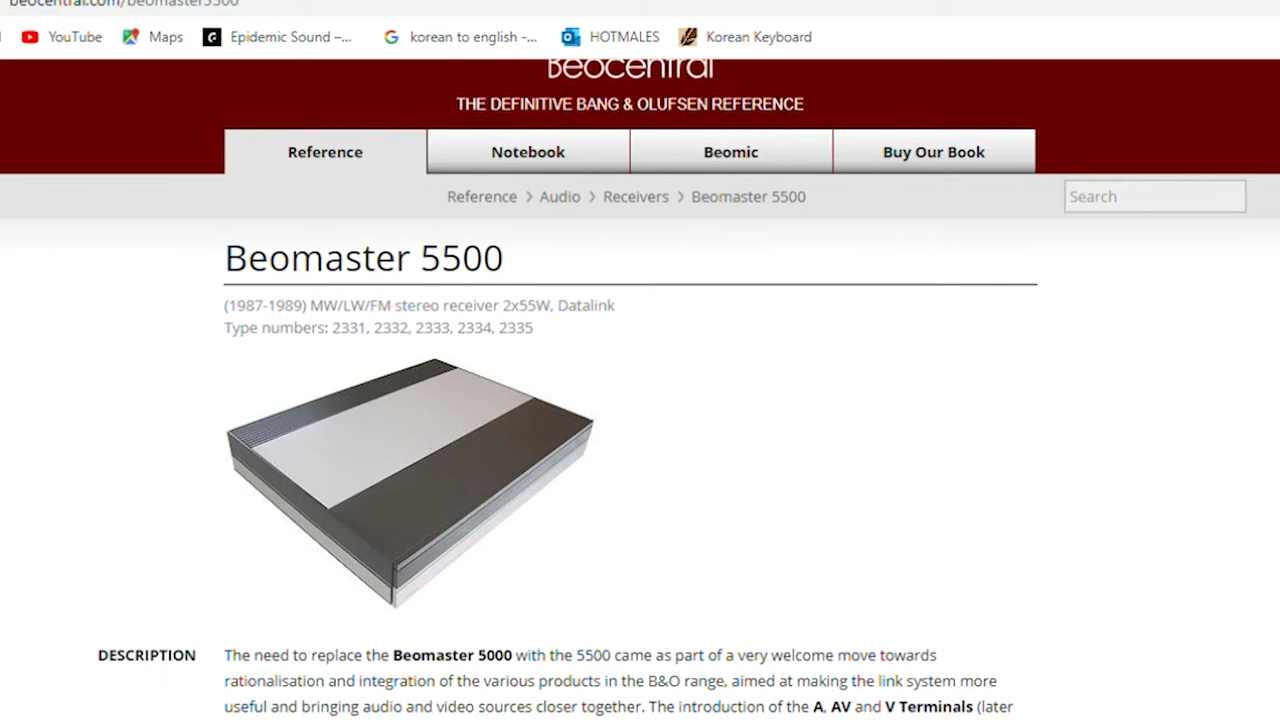 beocentral.com/beomaster5500
YouTube Maps Epidemic Sound –... korean to english -... HOTMALES Korean Keyboard
Beocentral
THE DEFINITIVE BANG & OLUFSEN REFERENCE
Reference Notebook Beomic Buy Our Book
Reference > Audio > Receivers > Beomaster 5500 Search
Beomaster 5500
(1987-1989) MW/LW/FM stereo receiver 2x55W, Datalink
Type numbers: 2331, 2332, 2333, 2334, 2335
DESCRIPTION The need to replace the Beomaster 5000 with the 5500 came as part of a very welcome move towards
rationalisation and integration of the various products in the B&O range, aimed at making the link system more
useful and bringing audio and video sources closer together. The introduction of the A, AV and V Terminals (later